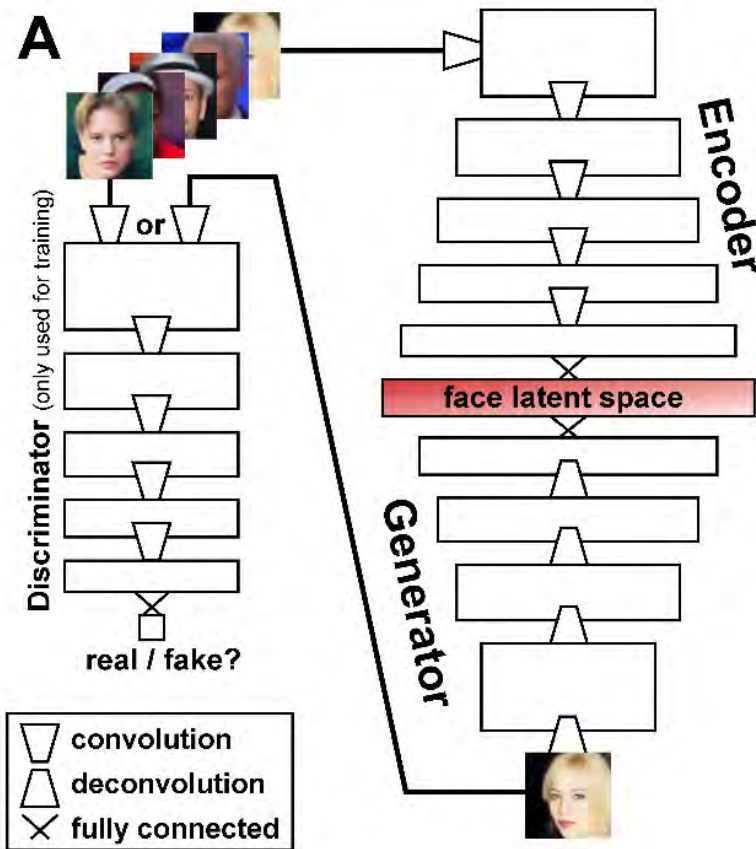 A
or
Discriminator (only used for training)
real / fake?
Encoder
face latent space
Generator
convolution
deconvolution
fully connected